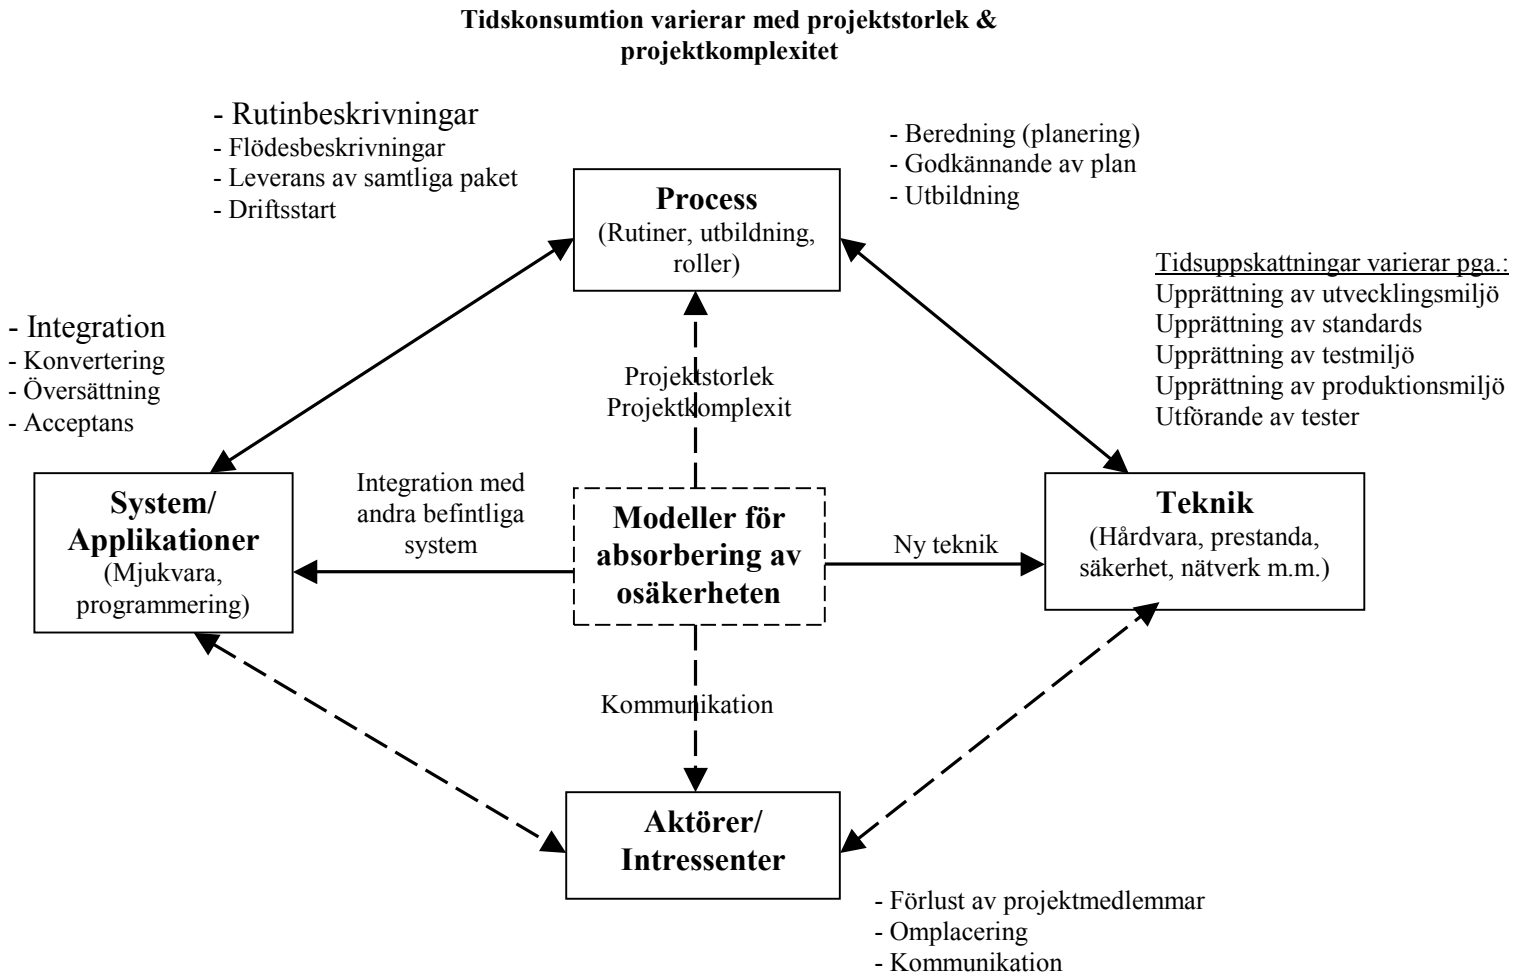 Tidskonsumtion varierar med projektstorlek &
projektkomplexitet
- Rutinbeskrivningar
- Flödesbeskrivningar
- Leverans av samtliga paket
- Driftsstart
- Beredning (planering)
- Godkännande av plan
- Utbildning
Process
(Rutiner, utbildning,
roller)
Tidsuppskattningar varierar pga.:
Upprättning av utvecklingsmiljö
Upprättning av standards
Upprättning av testmiljö
Upprättning av produktionsmiljö
Utförande av tester
- Integration
- Konvertering
- Översättning
- Acceptans
Projektstorlek
Projektkomplexit
System/
Applikationer
(Mjukvara,
programmering)
Integration med
andra befintliga
system
Modeller för
absorbering av
osäkerheten
Ny teknik
Teknik
(Hårdvara, prestanda,
säkerhet, nätverk m.m.)
Kommunikation
Aktörer/
Intressenter
- Förlust av projektmedlemmar
- Omplacering
- Kommunikation